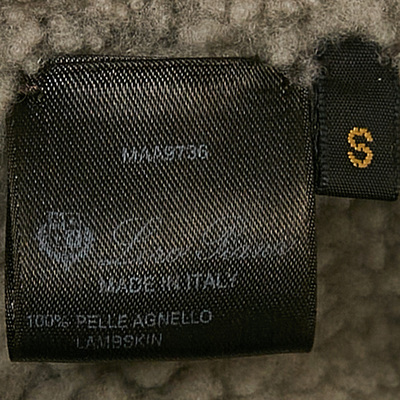 MAA9736
S
Loro Piana
MADE IN ITALY
100% PELLE AGNELLO
LAMBSKIN